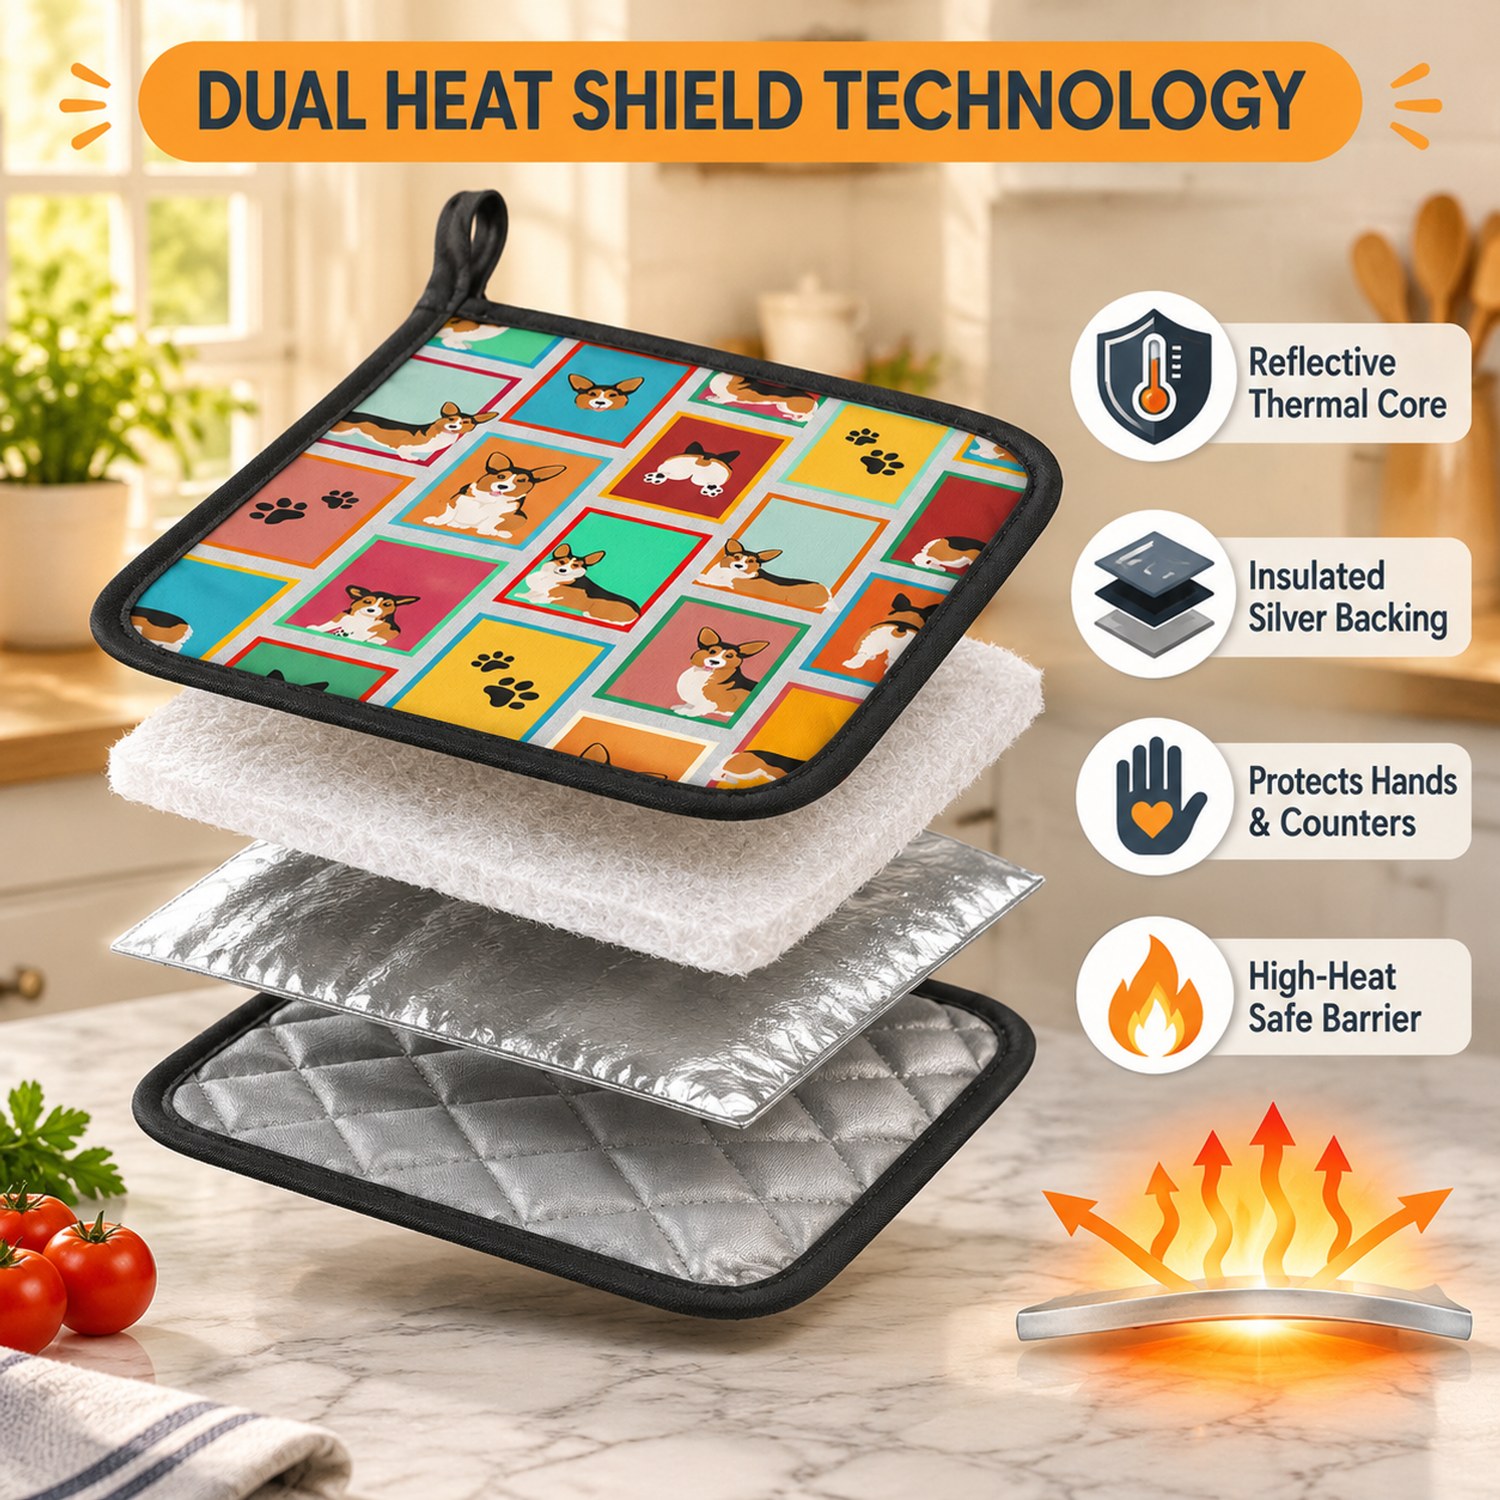 DUAL HEAT SHIELD TECHNOLOGY
Reflective
Thermal Core
Insulated
Silver Backing
Protects Hands
& Counters
High-Heat
Safe Barrier